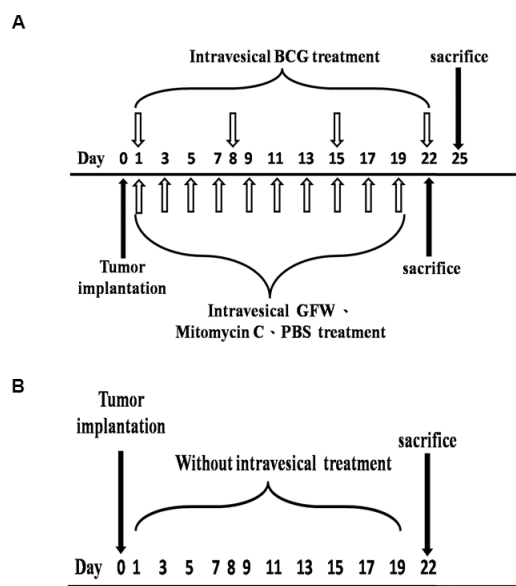 A
Intravesical BCG treatment
sacrifice
Day 0 1 3 5 7 8 9 11 13 15 17 19 22 25
Tumor
implantation
sacrifice
Intravesical GFW、
Mitomycin C、PBS treatment
B
Tumor
implantation
sacrifice
Without intravesical treatment
Day 0 1 3 5 7 8 9 11 13 15 17 19 22